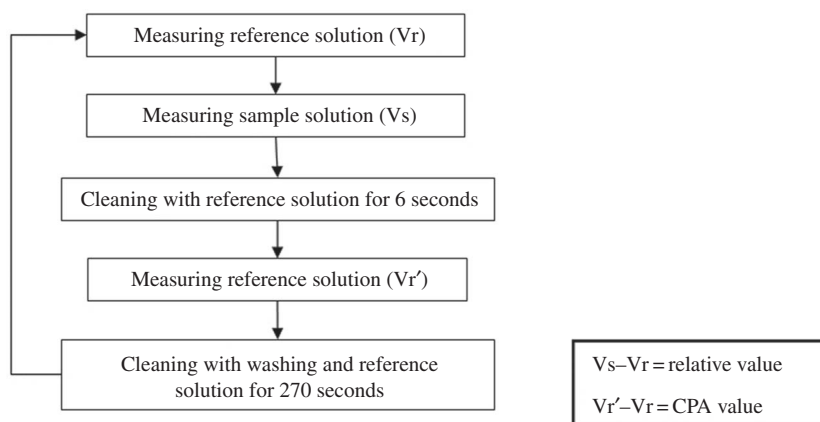 Measuring reference solution (Vr)
Measuring sample solution (Vs)
Cleaning with reference solution for 6 seconds
Measuring reference solution (Vr′)
Cleaning with washing and reference
solution for 270 seconds
Vs–Vr = relative value
Vr′–Vr = CPA value